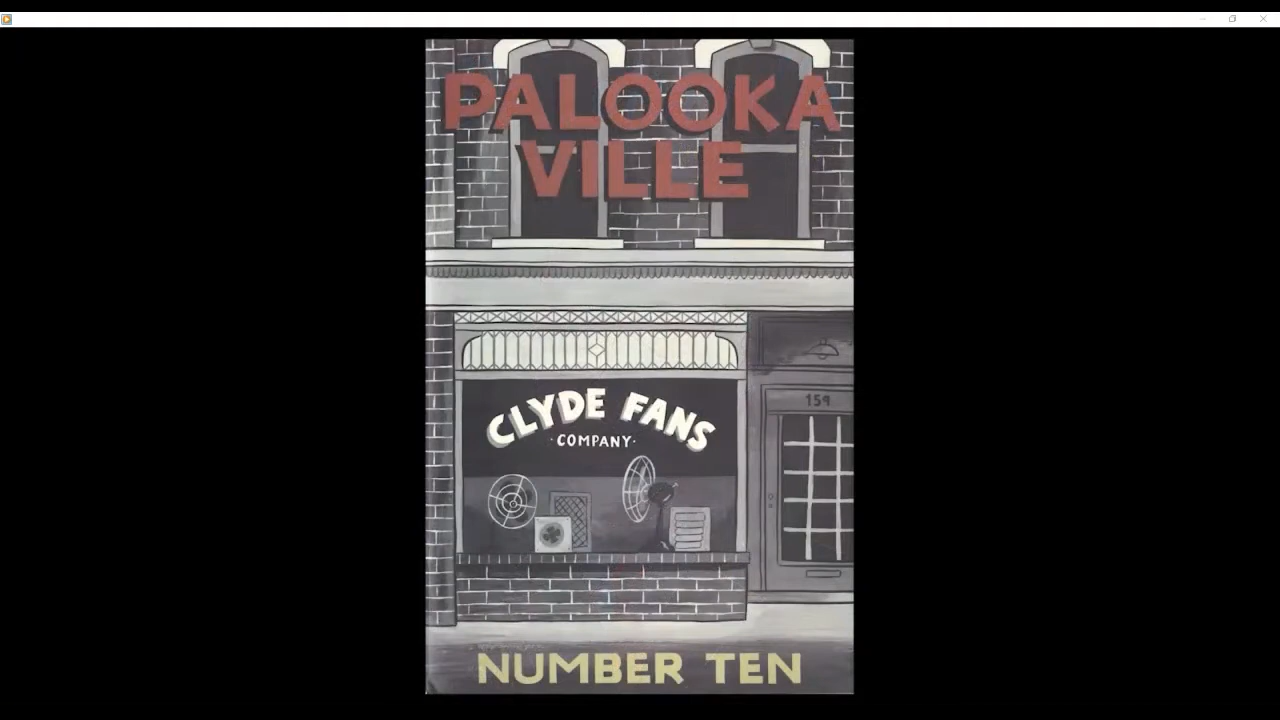 PALOOKA
VILLE
CLYDE FANS
·COMPANY·
159
NUMBER TEN